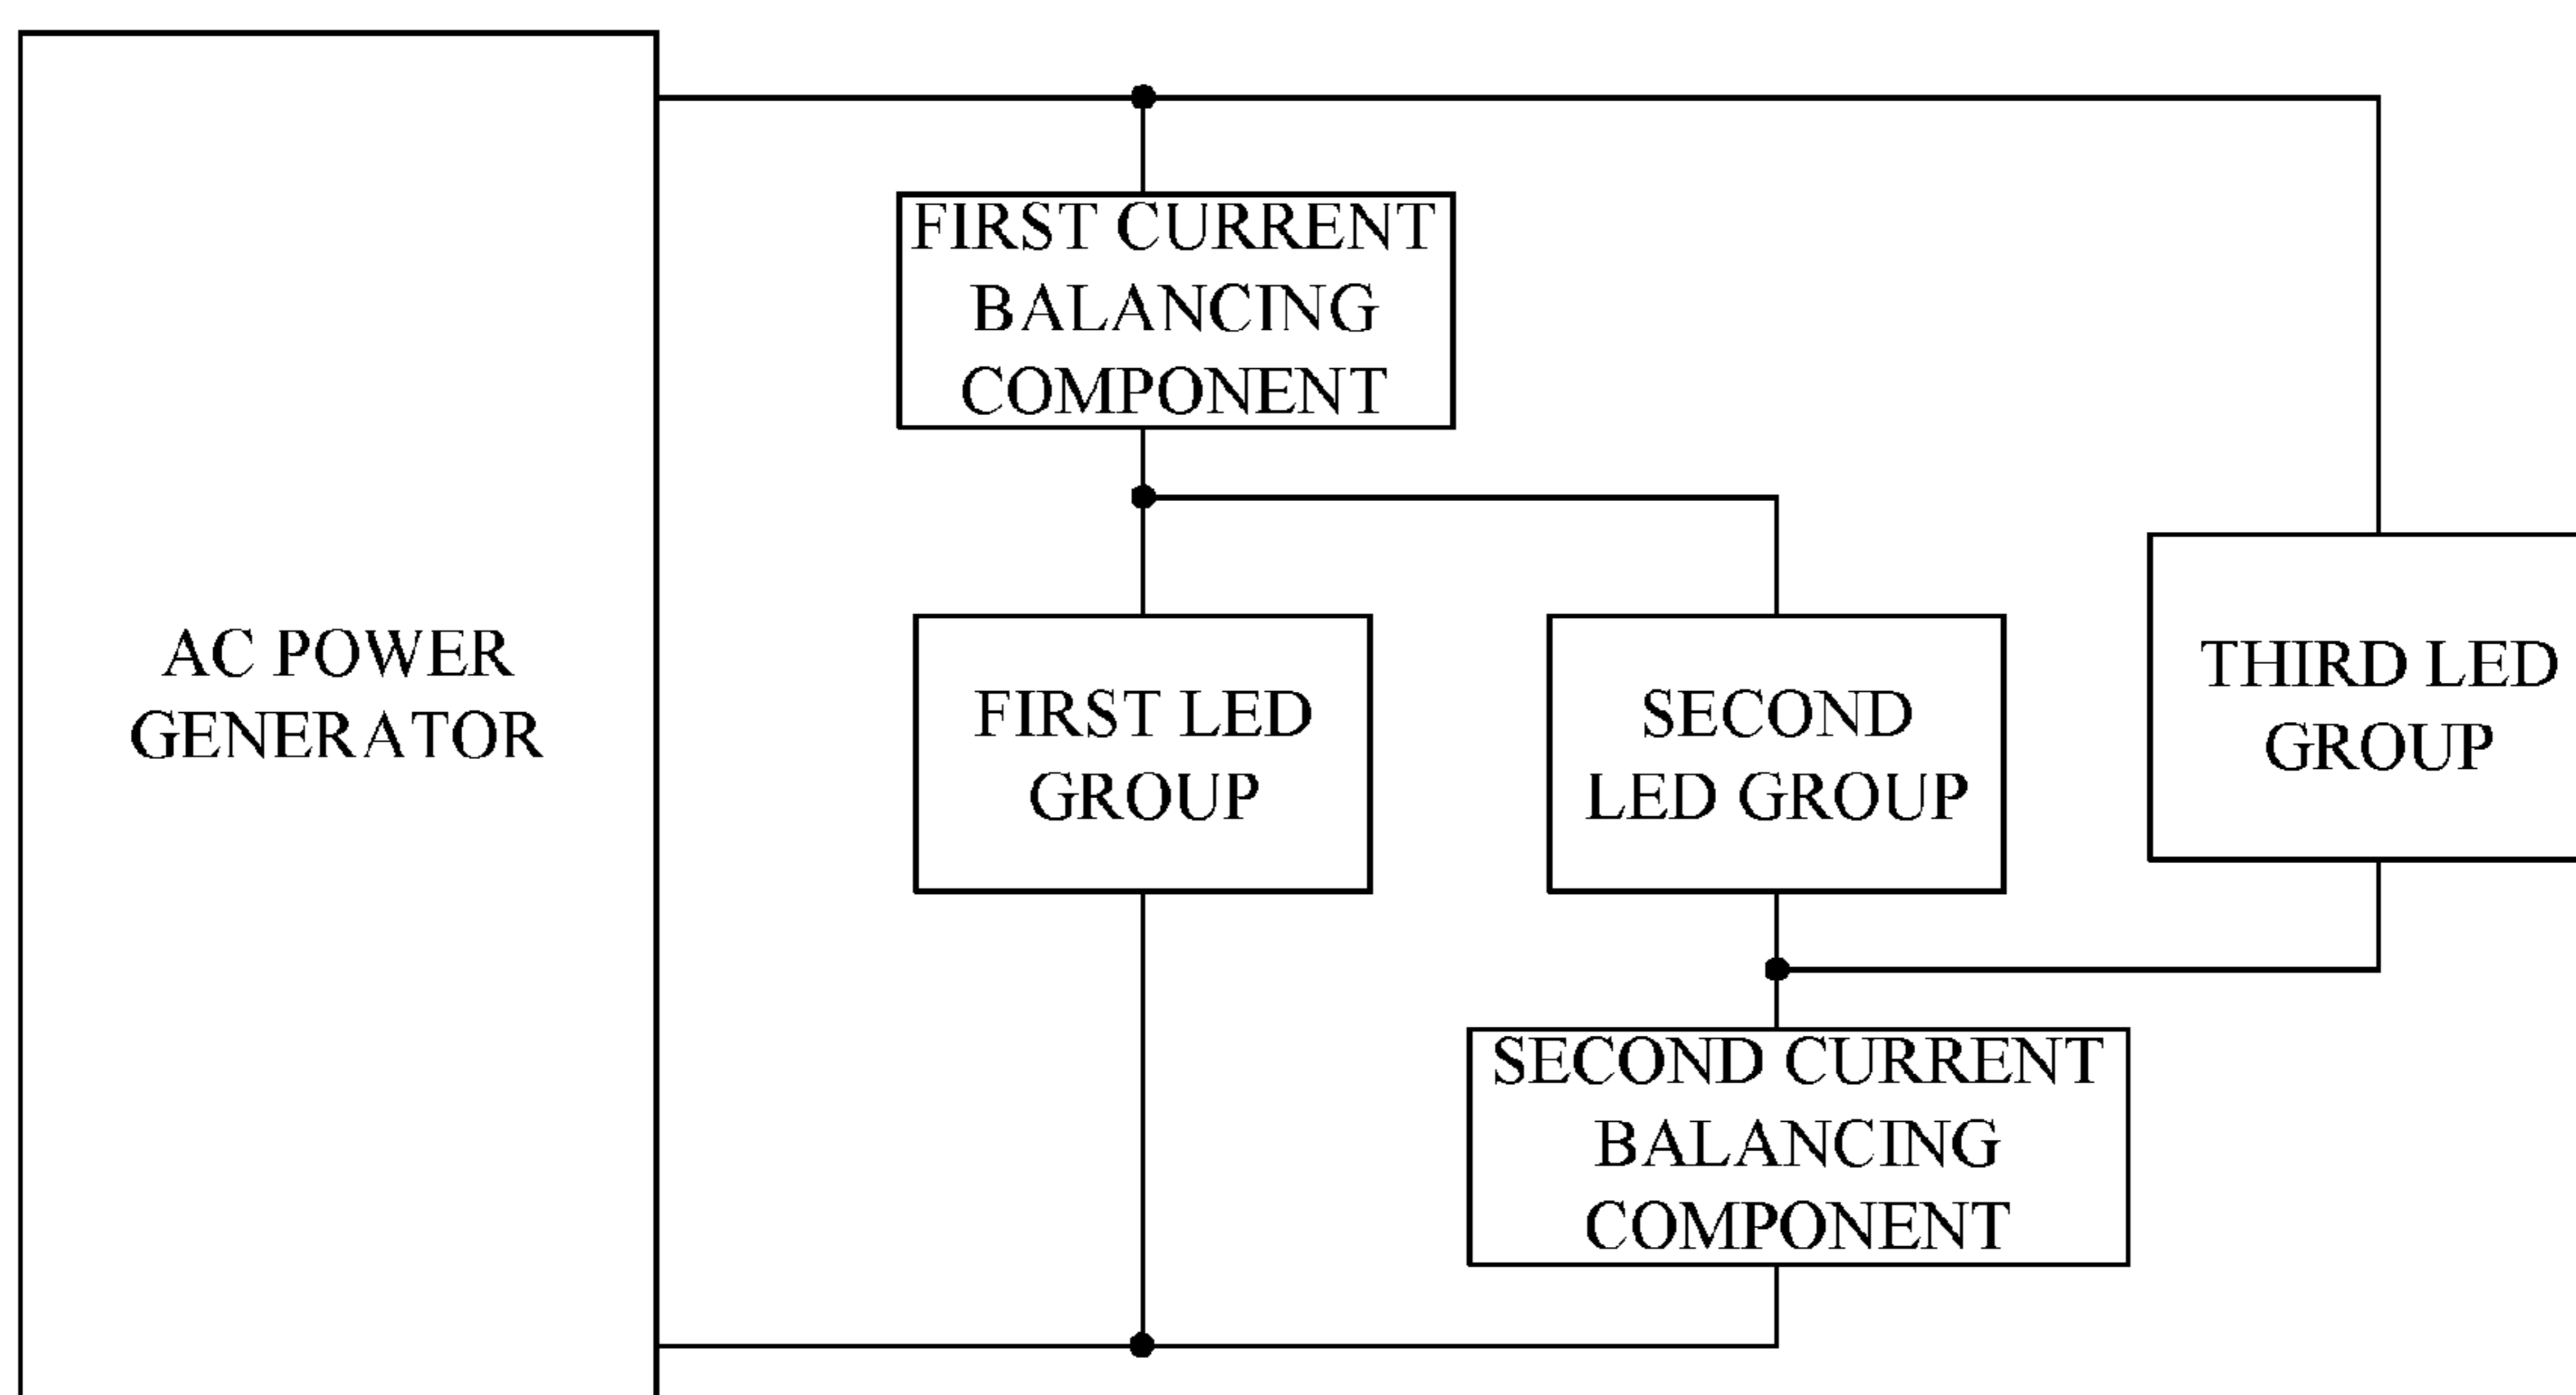 FIRST CURRENT
BALANCING
COMPONENT
AC POWER
GENERATOR
FIRST LED
GROUP
SECOND
LED GROUP
THIRD LED
GROUP
SECOND CURRENT
BALANCING
COMPONENT